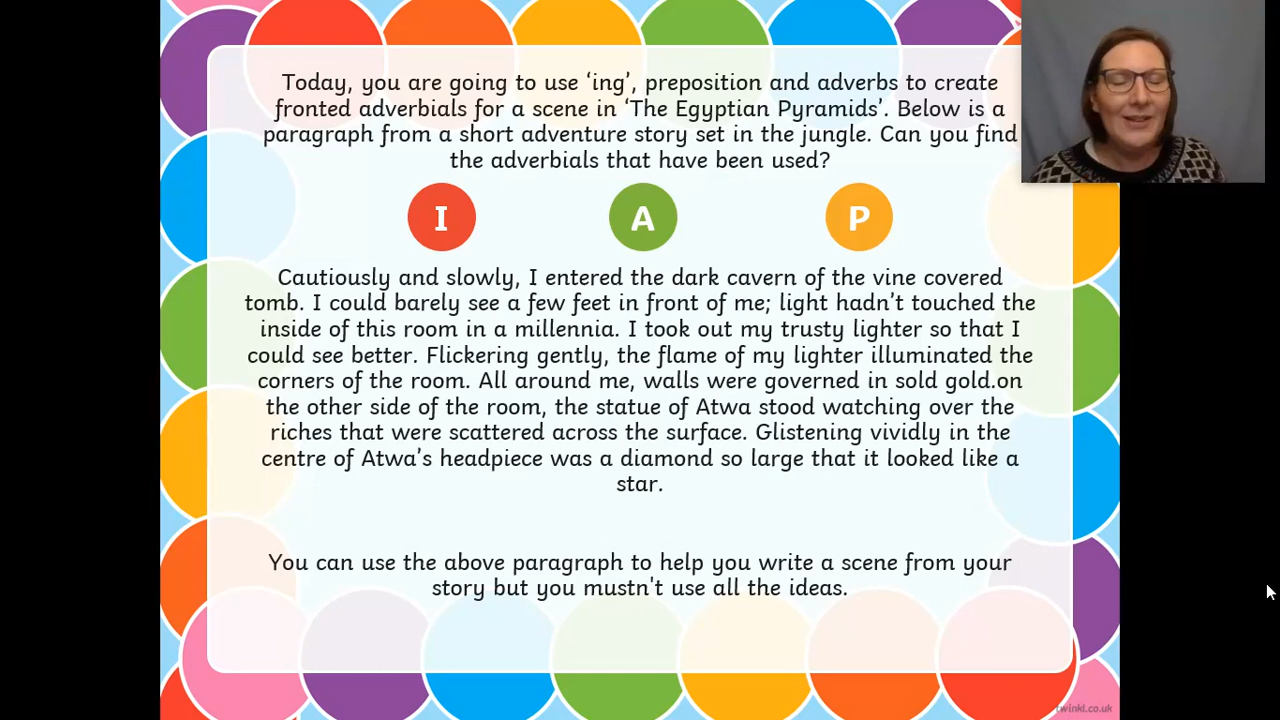 Today, you are going to use ‘ing’, preposition and adverbs to create
fronted adverbials for a scene in ‘The Egyptian Pyramids’. Below is a
paragraph from a short adventure story set in the jungle. Can you find
the adverbials that have been used?
I A P
Cautiously and slowly, I entered the dark cavern of the vine covered
tomb. I could barely see a few feet in front of me; light hadn’t touched the
inside of this room in a millennia. I took out my trusty lighter so that I
could see better. Flickering gently, the flame of my lighter illuminated the
corners of the room. All around me, walls were governed in sold gold.on
the other side of the room, the statue of Atwa stood watching over the
riches that were scattered across the surface. Glistening vividly in the
centre of Atwa’s headpiece was a diamond so large that it looked like a
star.
You can use the above paragraph to help you write a scene from your
story but you mustn't use all the ideas.
twinkl.co.uk